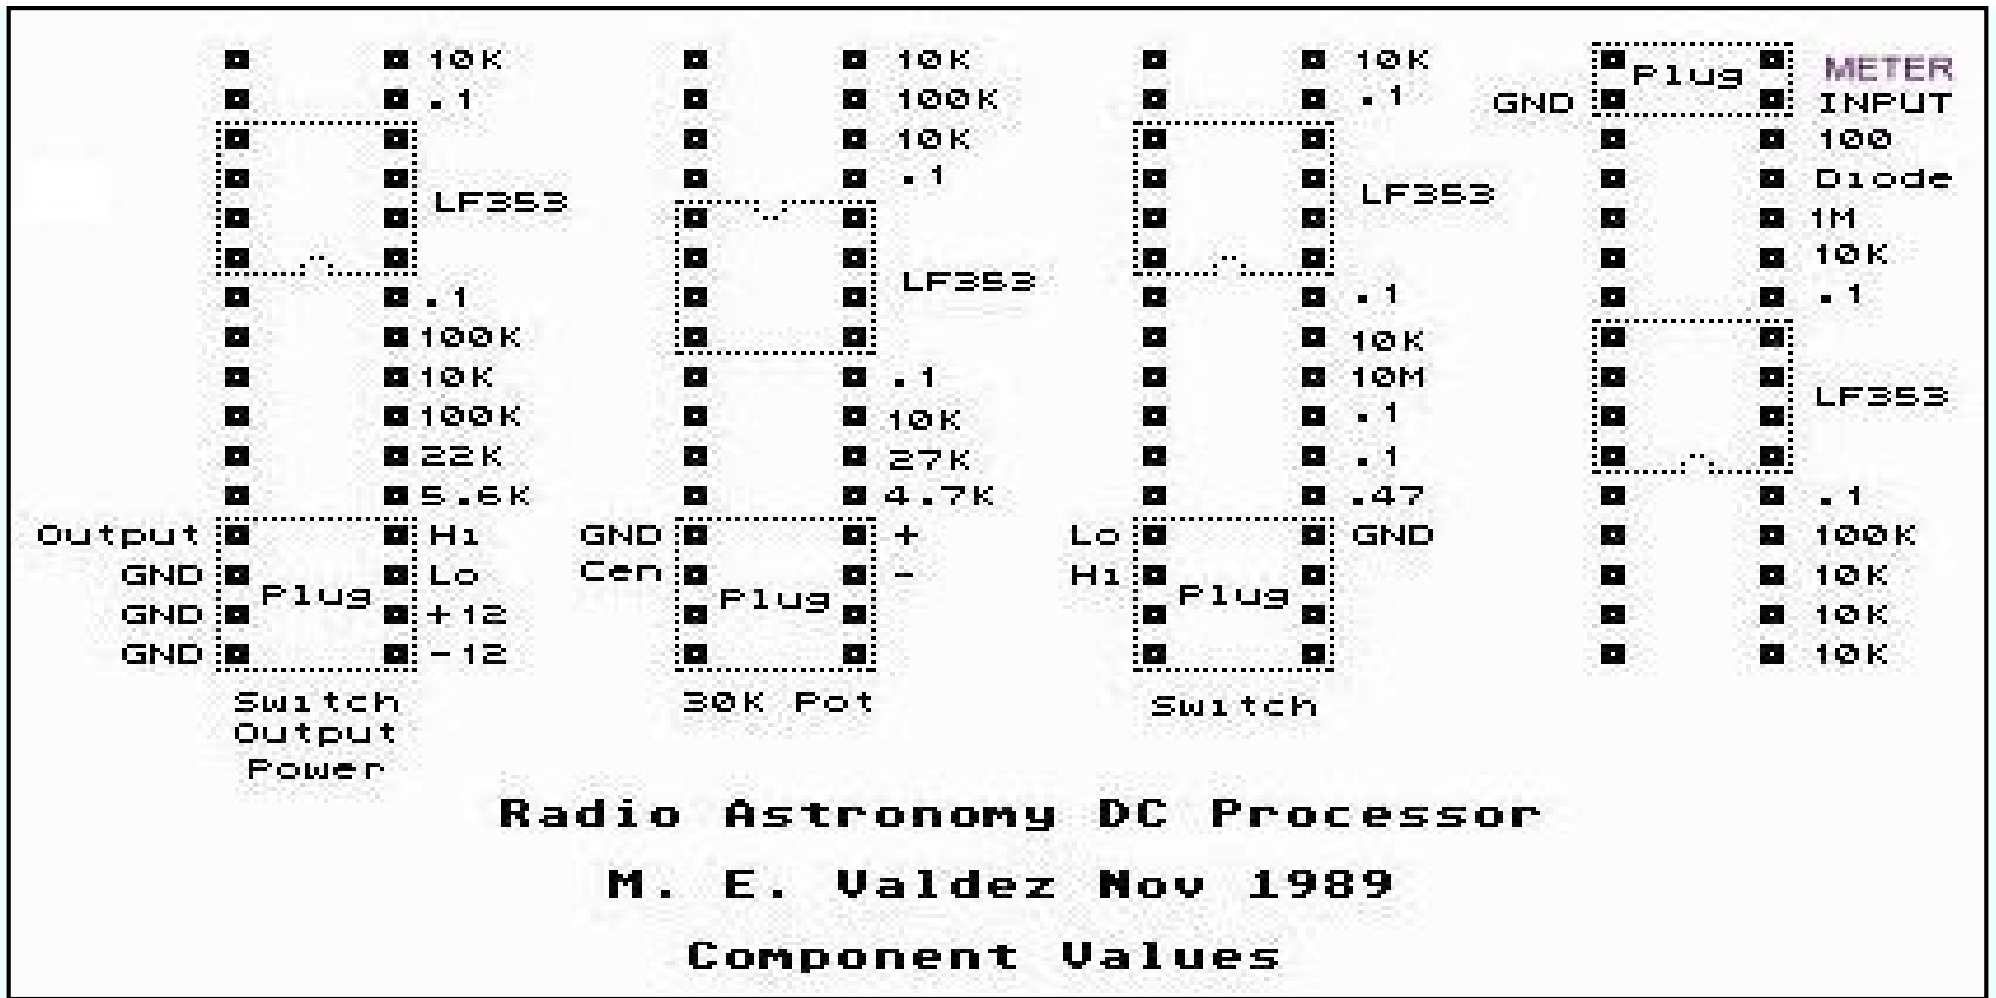 10K
.1
LF353
.1
100K
10K
100K
22K
5.6K
Output Hi
GND Lo
Plug
GND +12
GND -12
Switch
Output
Power
10K
100K
10K
.1
LF353
.1
10K
27K
4.7K
GND +
Cen -
Plug
30K Pot
10K
.1
LF353
.1
10K
10M
.1
.1
.47
Lo GND
Hi
Plug
Switch
Plug METER
GND INPUT
100
Diode
1M
10K
.1
LF353
.1
100K
10K
10K
10K
Radio Astronomy DC Processor
M. E. Valdez Nov 1989
Component Values